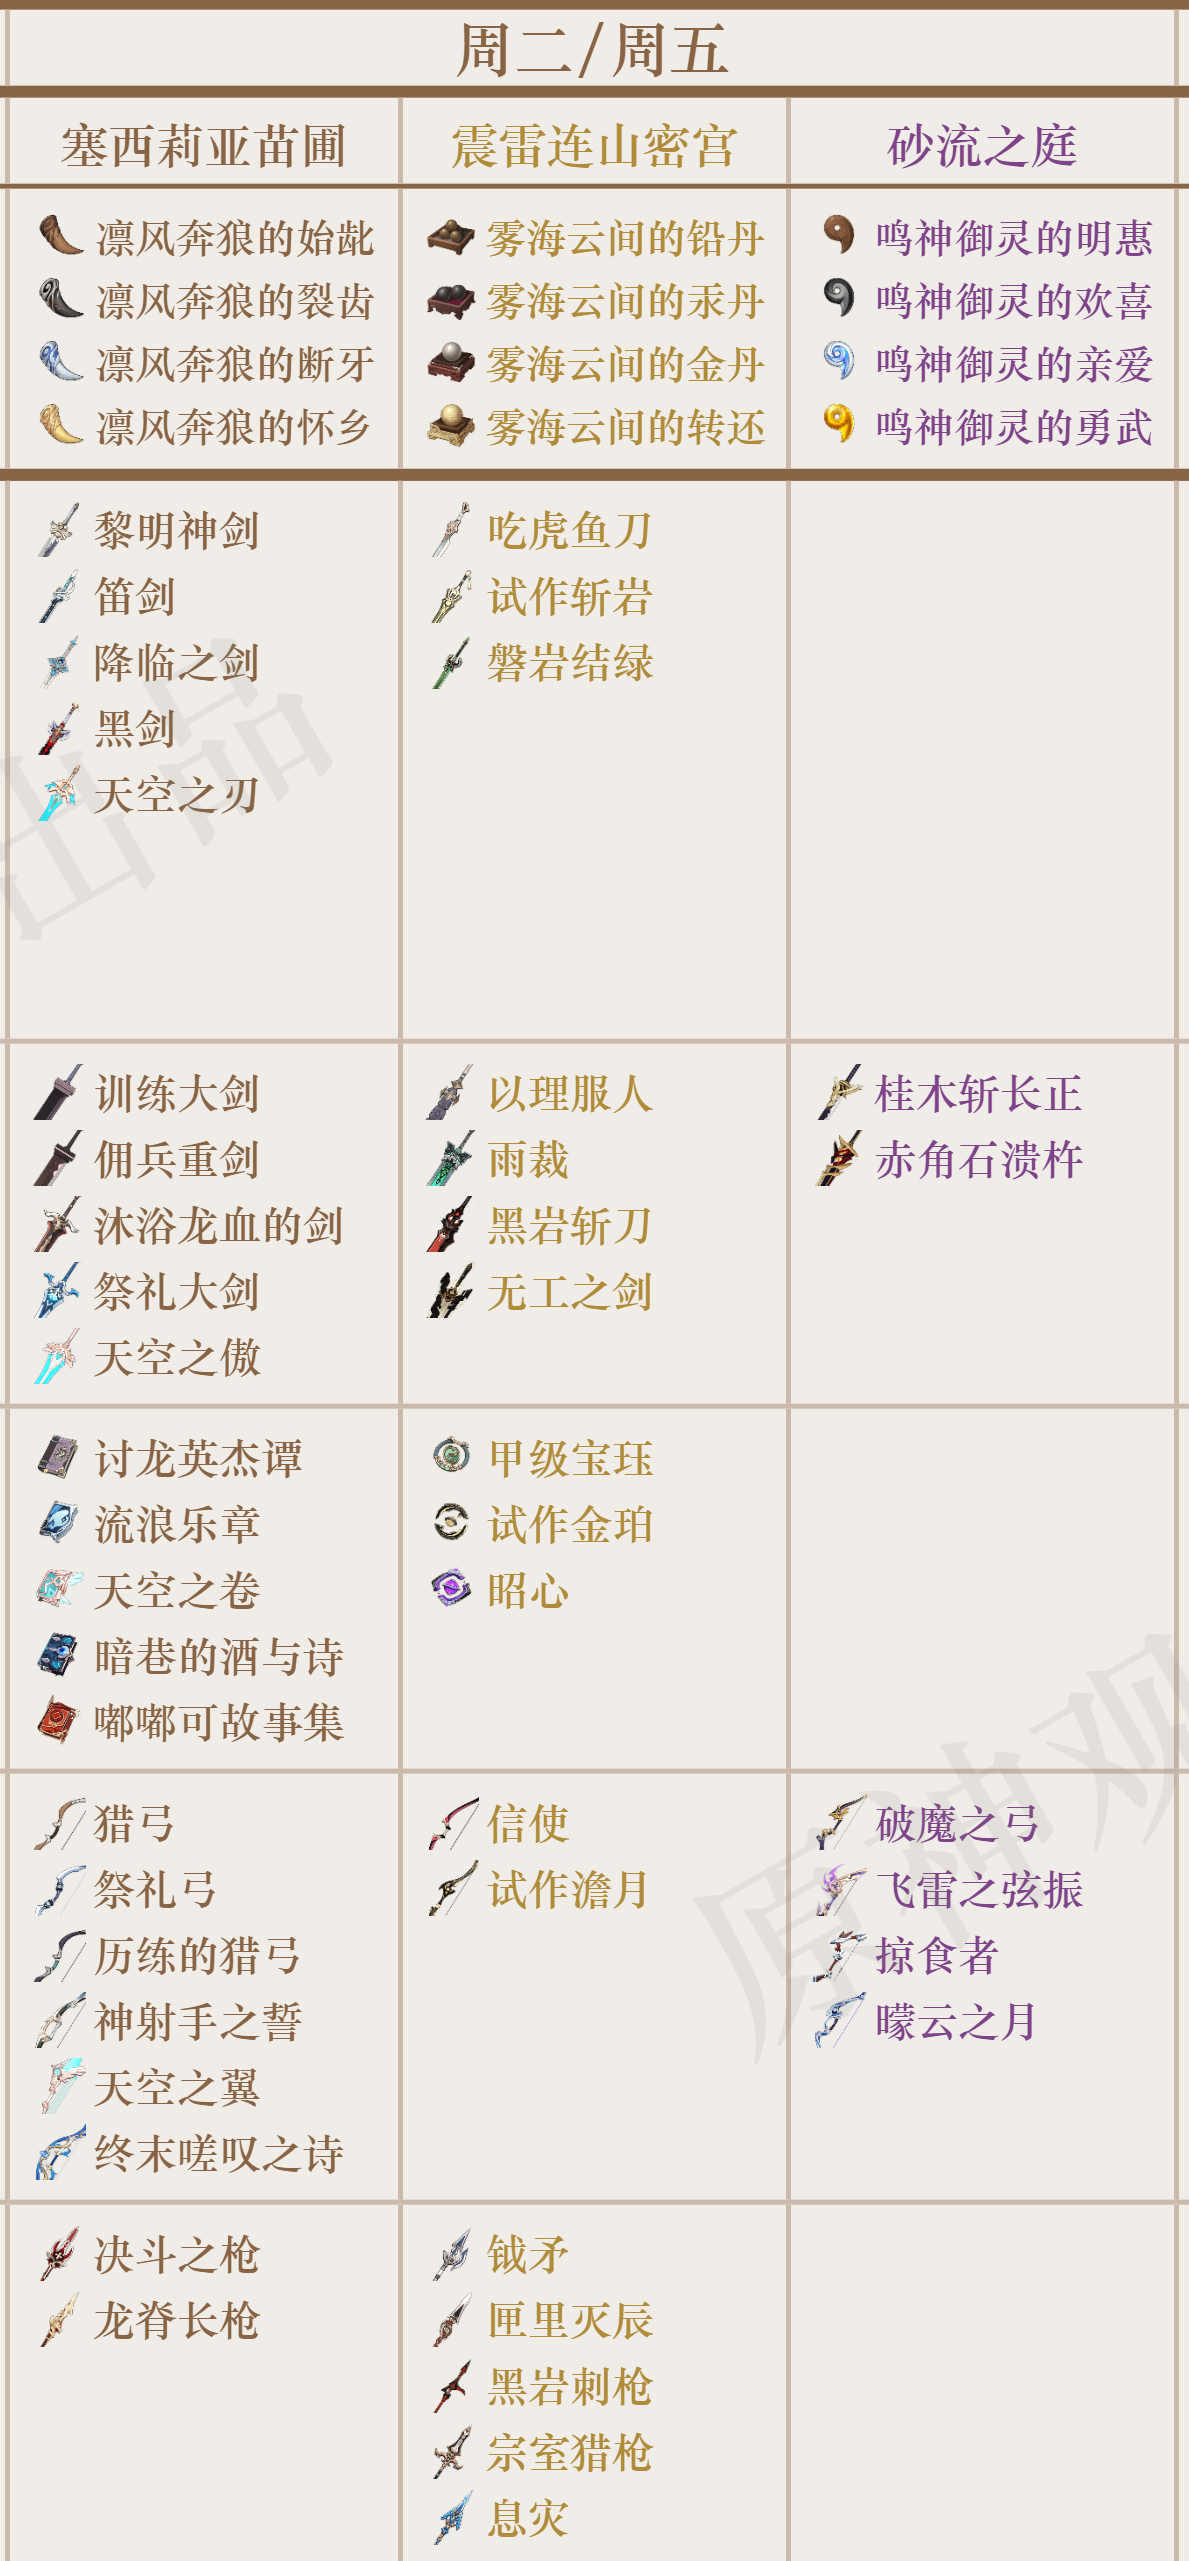 周二/周五
塞西莉亚苗圃 震雷连山密宫 砂流之庭
凛风奔狼的始龀 雾海云间的铅丹 鸣神御灵的明惠
凛风奔狼的裂齿 雾海云间的汞丹 鸣神御灵的欢喜
凛风奔狼的断牙 雾海云间的金丹 鸣神御灵的亲爱
凛风奔狼的怀乡 雾海云间的转还 鸣神御灵的勇武
黎明神剑 吃虎鱼刀
笛剑 试作斩岩
降临之剑 磐岩结绿
黑剑
天空之刃
出品
训练大剑 以理服人 桂木斩长正
佣兵重剑 雨裁 赤角石溃杵
沐浴龙血的剑 黑岩斩刀
祭礼大剑 无工之剑
天空之傲
讨龙英杰谭 甲级宝珏
流浪乐章 试作金珀
天空之卷 昭心
暗巷的酒与诗
嘟嘟可故事集
原神观
猎弓 信使 破魔之弓
祭礼弓 试作澹月 飞雷之弦振
历练的猎弓 掠食者
神射手之誓 曚云之月
天空之翼
终末嗟叹之诗
决斗之枪 钺矛
龙脊长枪 匣里灭辰
黑岩刺枪
宗室猎枪
息灾